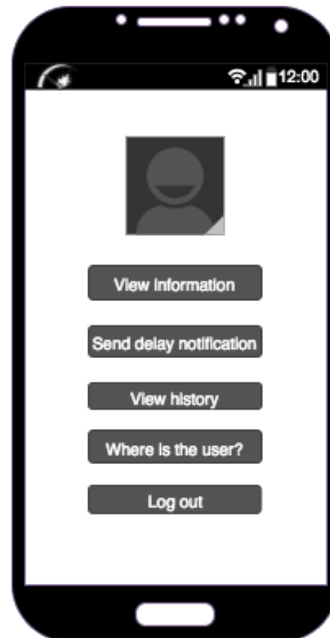 12:00
View information
Send delay notification
View history
Where is the user?
Log out